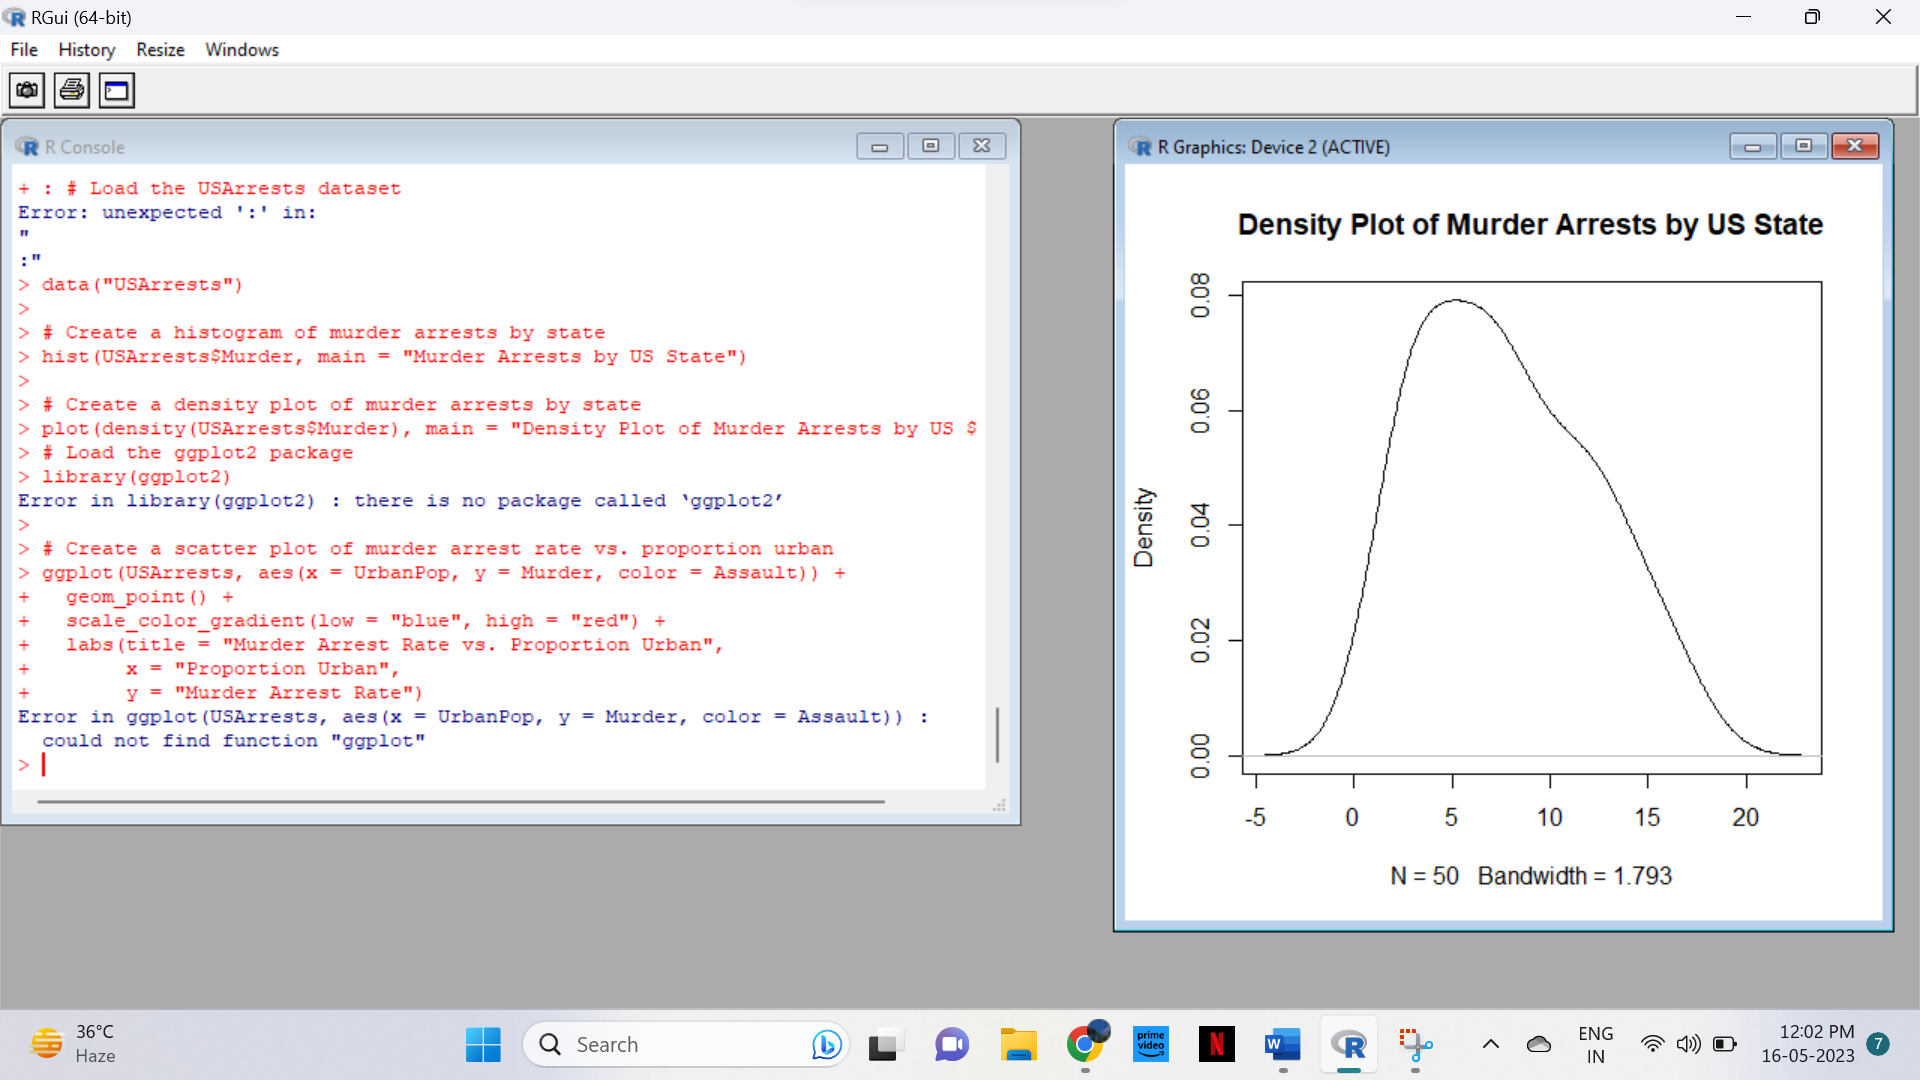 RGui (64-bit)
File History Resize Windows
R Console
+ : # Load the USArrests dataset
Error: unexpected ':' in:
"
:"
> data("USArrests")
>
> # Create a histogram of murder arrests by state
> hist(USArrests$Murder, main = "Murder Arrests by US State")
>
> # Create a density plot of murder arrests by state
> plot(density(USArrests$Murder), main = "Density Plot of Murder Arrests by US $
> # Load the ggplot2 package
> library(ggplot2)
Error in library(ggplot2) : there is no package called ‘ggplot2’
>
> # Create a scatter plot of murder arrest rate vs. proportion urban
> ggplot(USArrests, aes(x = UrbanPop, y = Murder, color = Assault)) +
+   geom_point() +
+   scale_color_gradient(low = "blue", high = "red") +
+   labs(title = "Murder Arrest Rate vs. Proportion Urban",
+        x = "Proportion Urban",
+        y = "Murder Arrest Rate")
Error in ggplot(USArrests, aes(x = UrbanPop, y = Murder, color = Assault)) :
  could not find function "ggplot"
>
R Graphics: Device 2 (ACTIVE)
Density Plot of Murder Arrests by US State
Density
0.08
0.06
0.04
0.02
0.00
-5 0 5 10 15 20
N = 50 Bandwidth = 1.793
36°C
Haze
Search
prime
video
N
W
R
ENG
IN
12:02 PM
16-05-2023
7